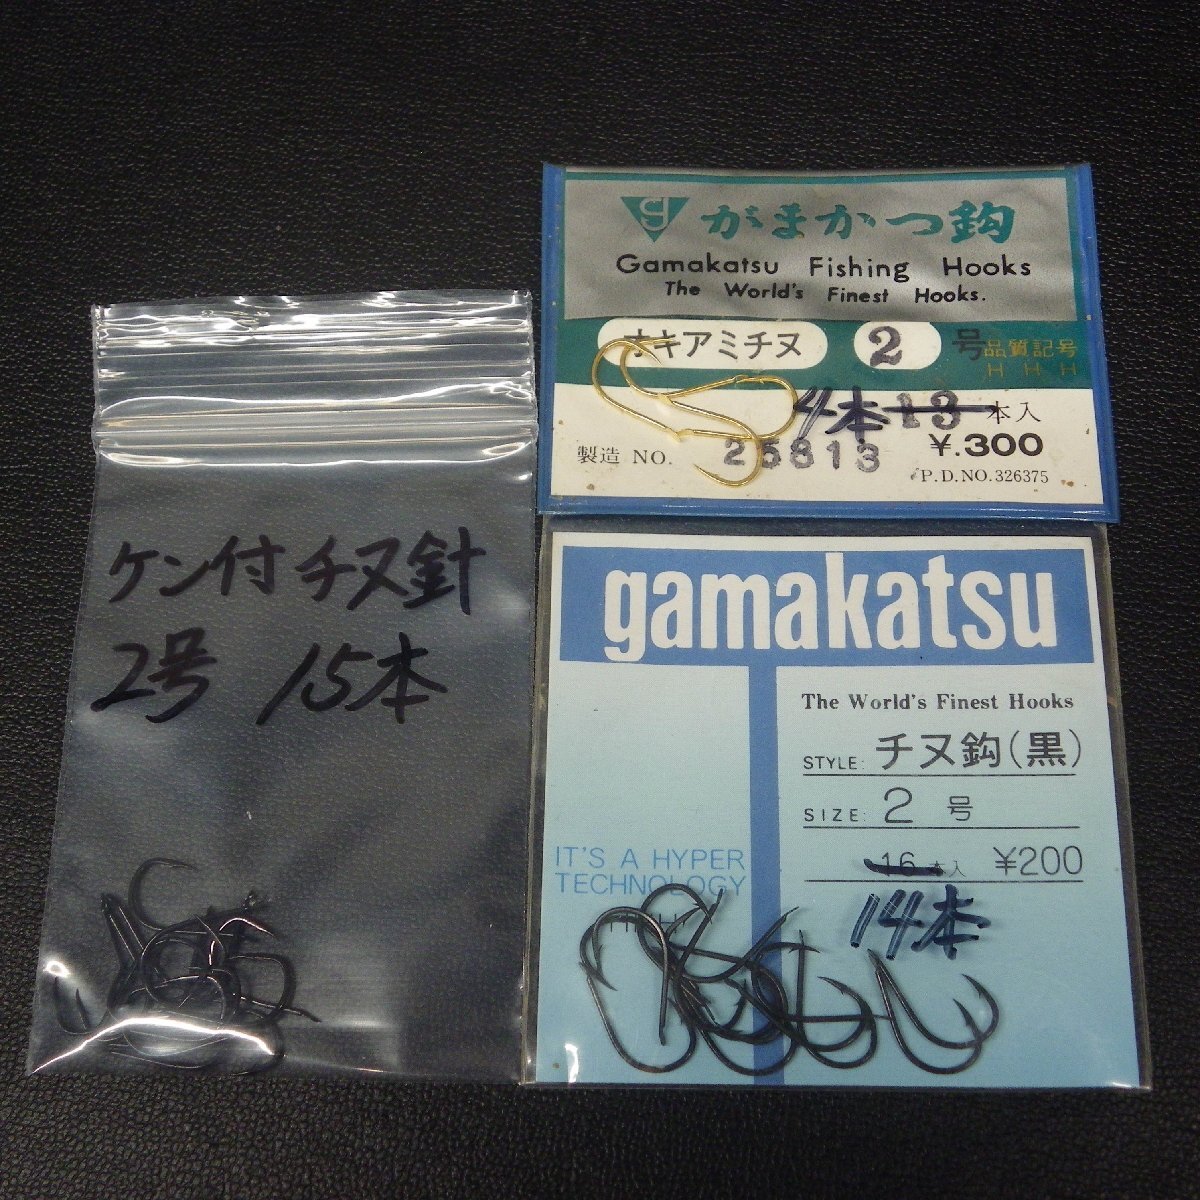 ケン付チヌ針
2号 15本
g がまかつ鈎
Gamakatsu Fishing Hooks
The World's Finest Hooks.
オキアミチヌ 2 号 品質記号
H H H
4本 13 本入
製造 NO. 25813 ¥.300
P.D.NO.326375
gamakatsu
The World's Finest Hooks
STYLE: チヌ鈎(黒)
SIZE: 2 号
16 本入 ¥200
14本
IT'S A HYPER
TECHNOLOGY